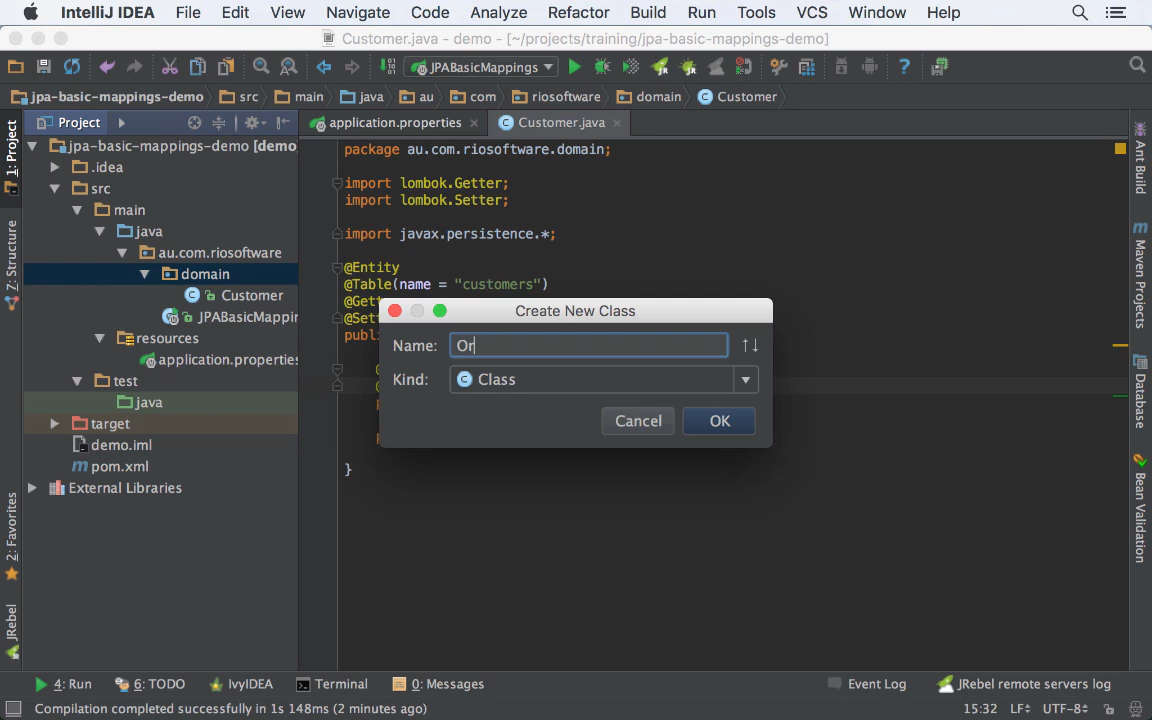 IntelliJ IDEA File Edit View Navigate Code Analyze Refactor Build Run Tools VCS Window Help
Customer.java - demo - [~/projects/training/jpa-basic-mappings-demo]
JPABasicMappings
jpa-basic-mappings-demo src main java au com riosoftware domain Customer
Project
application.properties
Customer.java
1: Project
Z: Structure
2: Favorites
JRebel
jpa-basic-mappings-demo [demo
.idea
src
main
java
au.com.riosoftware
domain
Customer
JPABasicMappin
resources
application.properties
test
java
target
demo.iml
pom.xml
External Libraries
package au.com.riosoftware.domain;
import lombok.Getter;
import lombok.Setter;
import javax.persistence.*;
@Entity
@Table(name = "customers")
@Get
@Set
publi
}
Create New Class
Name: Or
Kind: Class
Cancel OK
Ant Build
Maven Projects
Database
Bean Validation
4: Run 6: TODO IvyIDEA Terminal 0: Messages Event Log JRebel remote servers log
Compilation completed successfully in 1s 148ms (2 minutes ago) 15:32 LF UTF-8